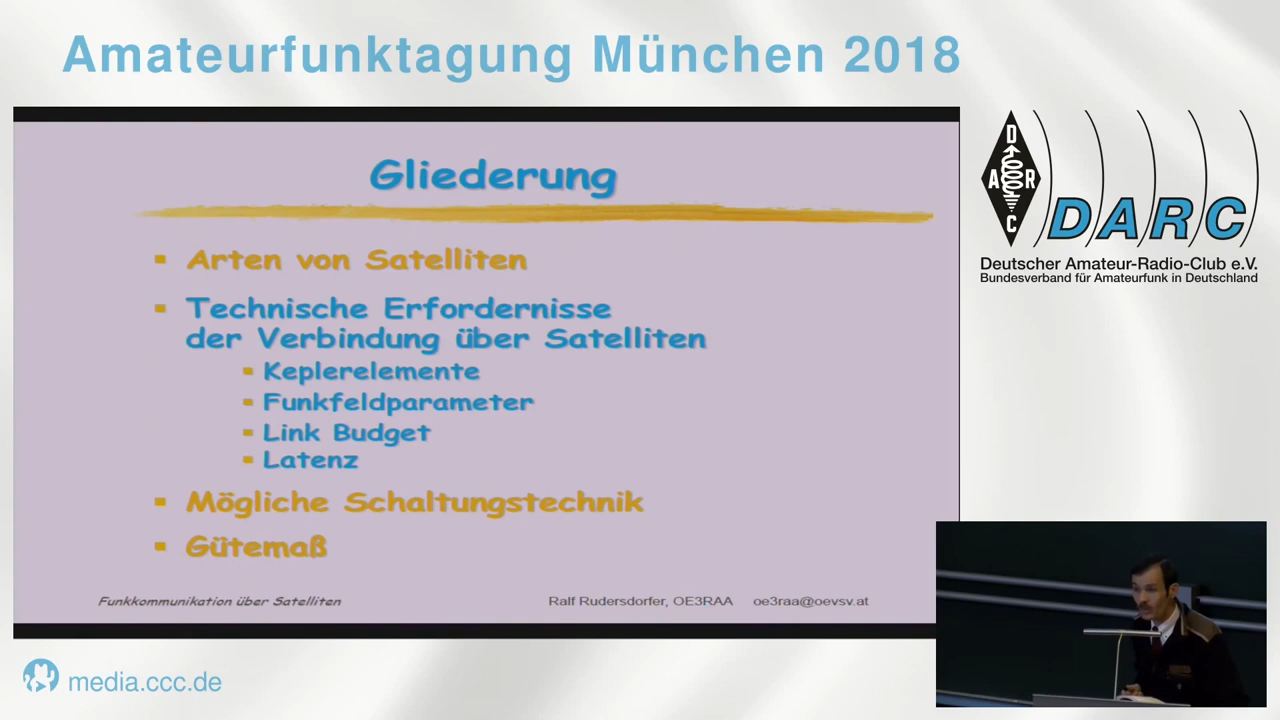 Amateurfunktagung München 2018
Gliederung
Arten von Satelliten
Technische Erfordernisse
der Verbindung über Satelliten
Keplerelemente
Funkfeldparameter
Link Budget
Latenz
Mögliche Schaltungstechnik
Gütemaß
Funkkommunikation über Satelliten
Ralf Rudersdorfer, OE3RAA oe3raa@oevsv.at
D
A R
C
DARC
Deutscher Amateur-Radio-Club e.V.
Bundesverband für Amateurfunk in Deutschland
media.ccc.de